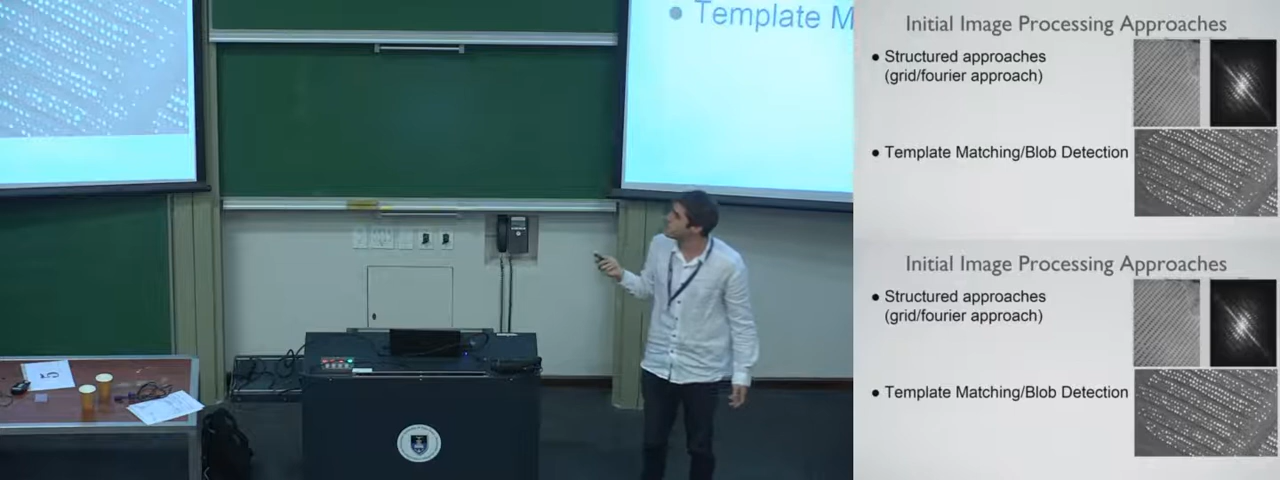 ● Template M
Initial Image Processing Approaches
● Structured approaches
(grid/fourier approach)
● Template Matching/Blob Detection
Initial Image Processing Approaches
● Structured approaches
(grid/fourier approach)
● Template Matching/Blob Detection